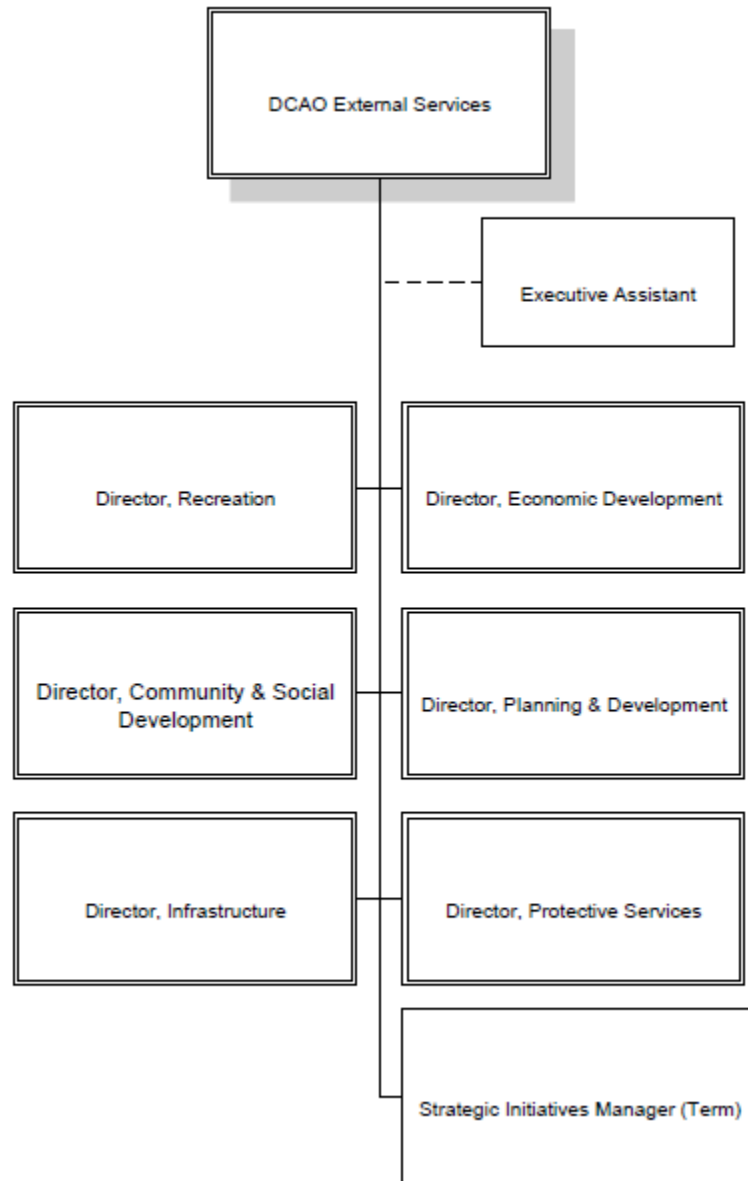 DCAO External Services
Executive Assistant
Director, Recreation
Director, Economic Development
Director, Community & Social
Development
Director, Planning & Development
Director, Infrastructure
Director, Protective Services
Strategic Initiatives Manager (Term)